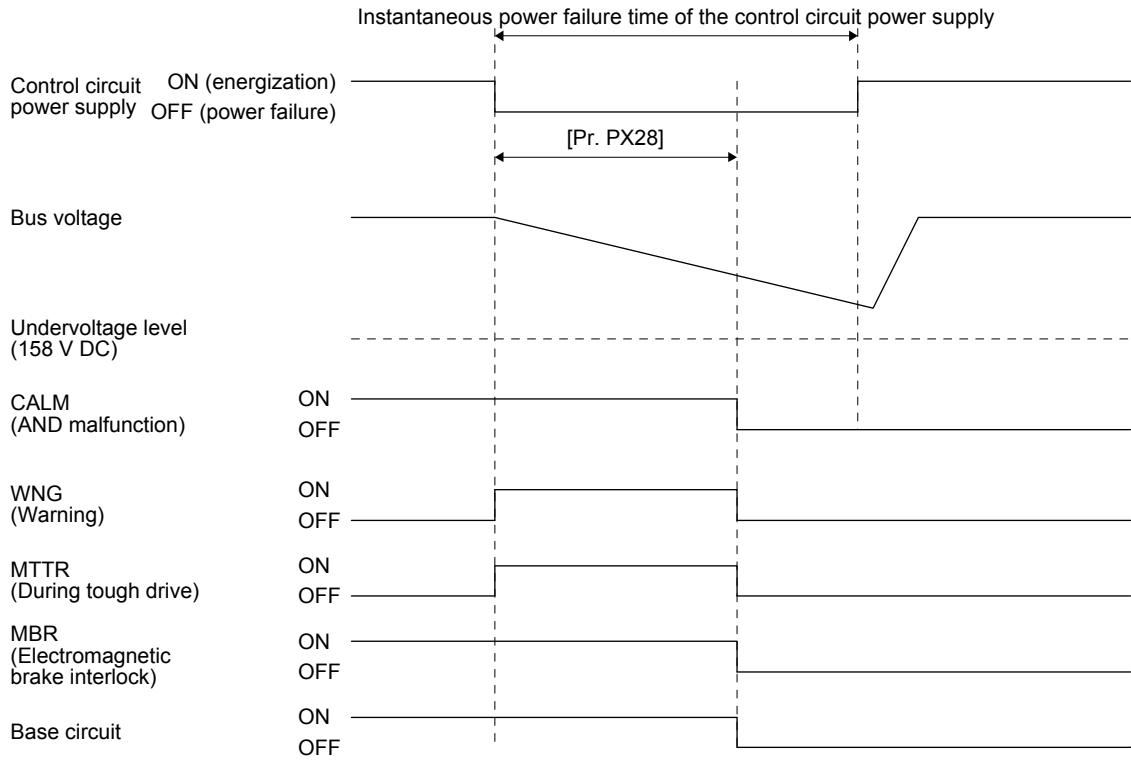 Instantaneous power failure time of the control circuit power supply
Control circuit
power supply
ON (energization)
OFF (power failure)
[Pr. PX28]
Bus voltage
Undervoltage level
(158 V DC)
CALM
(AND malfunction)
ON
OFF
WNG
(Warning)
ON
OFF
MTTR
(During tough drive)
ON
OFF
MBR
(Electromagnetic
brake interlock)
ON
OFF
Base circuit
ON
OFF